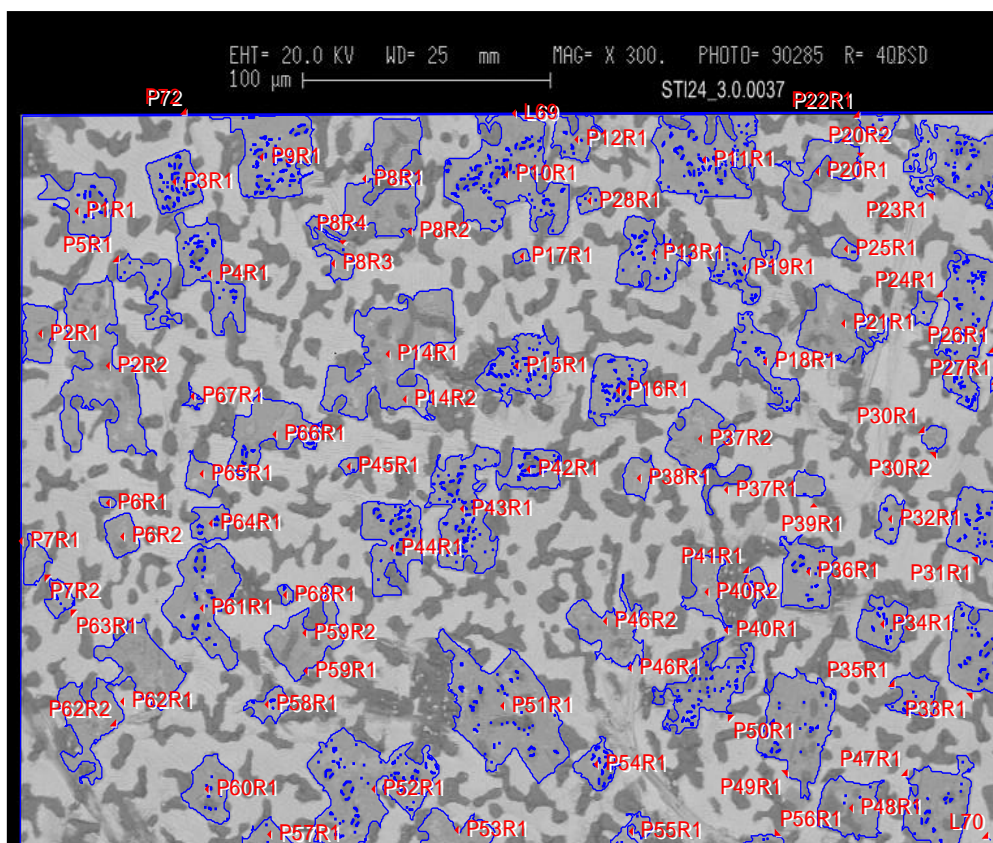 EHT= 20.0 KV WD= 25 mm MAG= X 300. PHOTO= 90285 R= 4QBSD
100 µm
STI24_3.0.0037
P72 L69 P22R1
P12R1 P20R2
P9R1 P11R1
P3R1 P8R1 P10R1 P20R1
P1R1 P28R1 P23R1
P5R1 P8R4 P8R2
P4R1 P8R3 P17R1 P13R1 P19R1 P25R1
P24R1
P2R1 P21R1 P26R1
P2R2 P14R1 P15R1 P18R1 P27R1
P67R1 P14R2 P16R1
P66R1 P37R2 P30R1
P65R1 P45R1 P42R1 P38R1 P30R2
P37R1
P6R1 P43R1 P39R1
P64R1 P32R1
P7R1 P6R2 P44R1
P41R1 P36R1 P31R1
P7R2 P68R1 P40R2
P61R1
P63R1 P59R2 P46R2 P40R1 P34R1
P59R1 P46R1 P35R1
P62R2 P62R1 P58R1 P51R1 P33R1
P50R1
P54R1 P49R1 P47R1
P60R1 P52R1
P56R1 P48R1
P57R1 P53R1 P55R1 L70